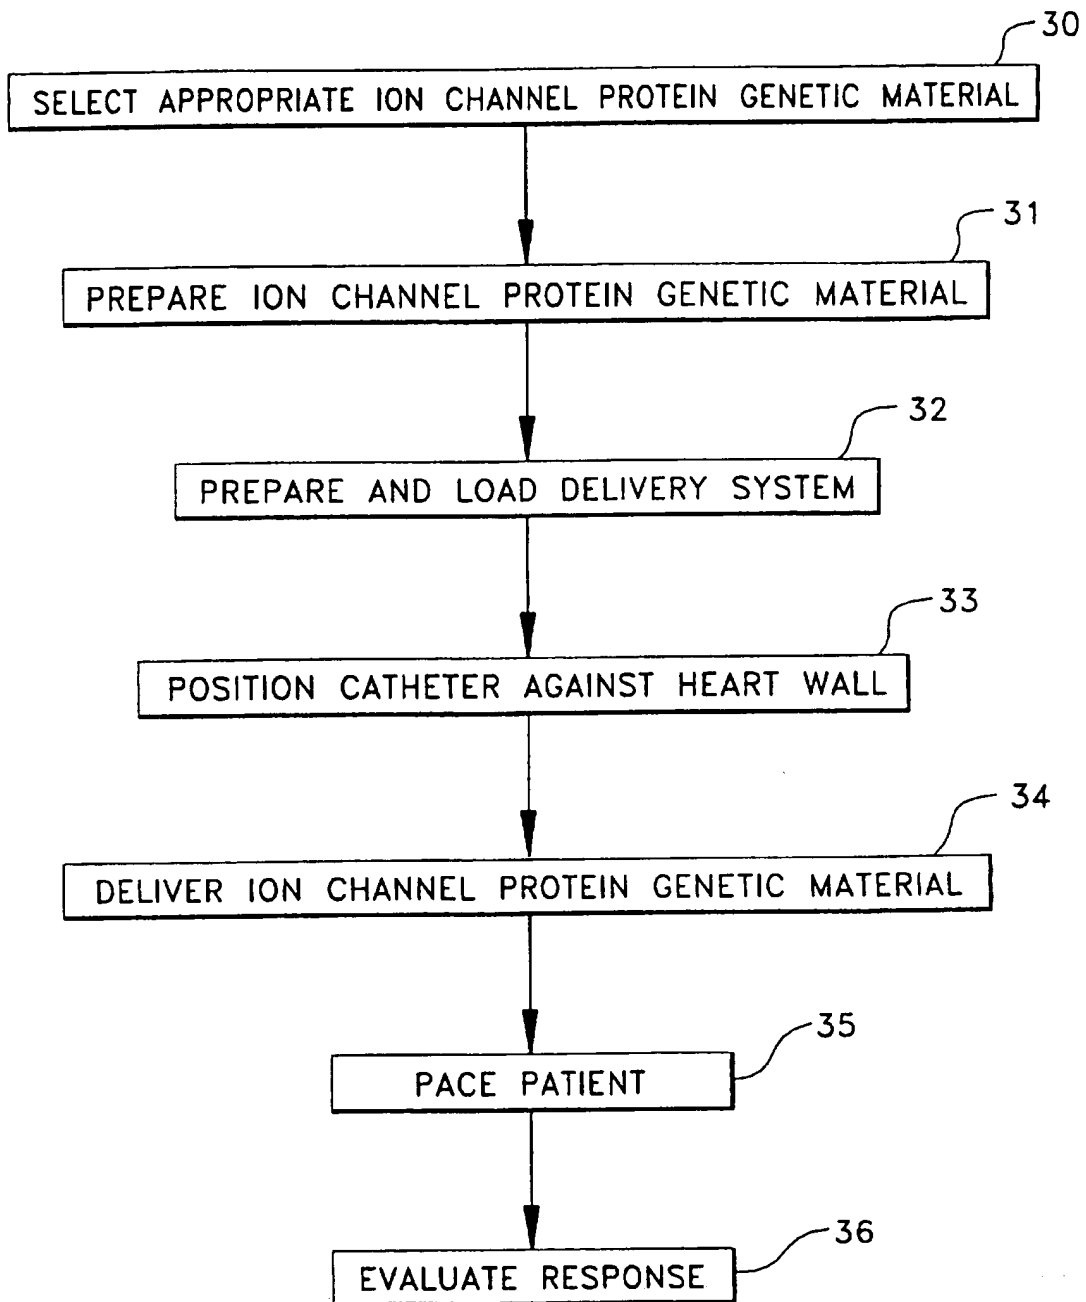 30
SELECT APPROPRIATE ION CHANNEL PROTEIN GENETIC MATERIAL
31
PREPARE ION CHANNEL PROTEIN GENETIC MATERIAL
32
PREPARE AND LOAD DELIVERY SYSTEM
33
POSITION CATHETER AGAINST HEART WALL
34
DELIVER ION CHANNEL PROTEIN GENETIC MATERIAL
35
PACE PATIENT
36
EVALUATE RESPONSE